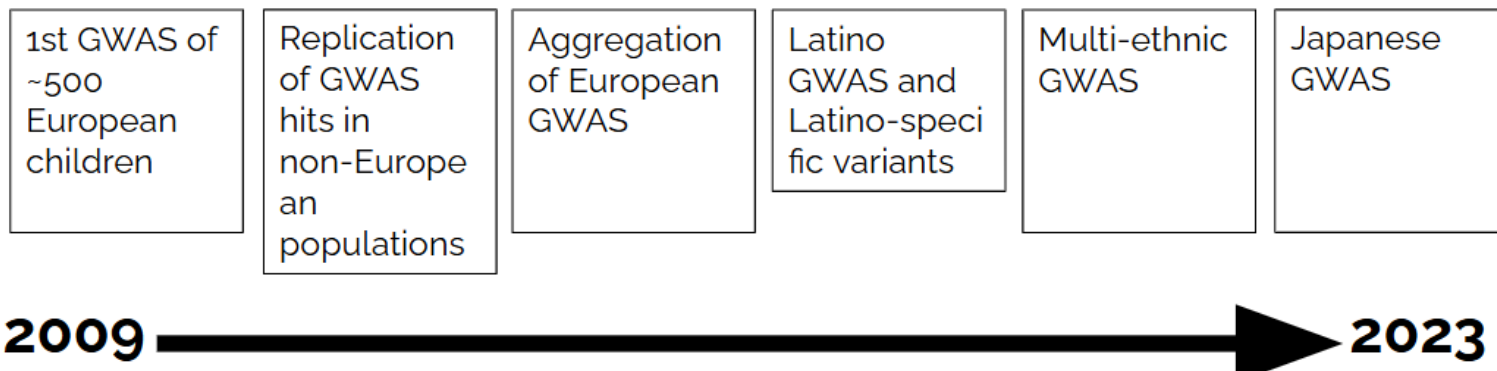 1st GWAS of
~500
European
children
Replication
of GWAS
hits in
non-Europe
an
populations
Aggregation
of European
GWAS
Latino
GWAS and
Latino-speci
fic variants
Multi-ethnic
GWAS
Japanese
GWAS
2009
2023